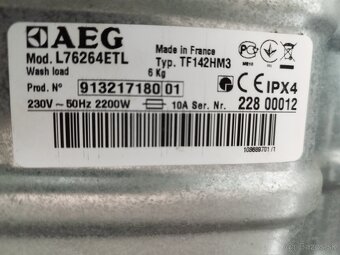 AEG
Made in France
Mod. L76264ETL
Typ. TF142HM3
Wash load 6 Kg
Prod. N° 913217180 01
IPX4
230V ~ 50Hz 2200W 10A Ser. Nr. 228 00012